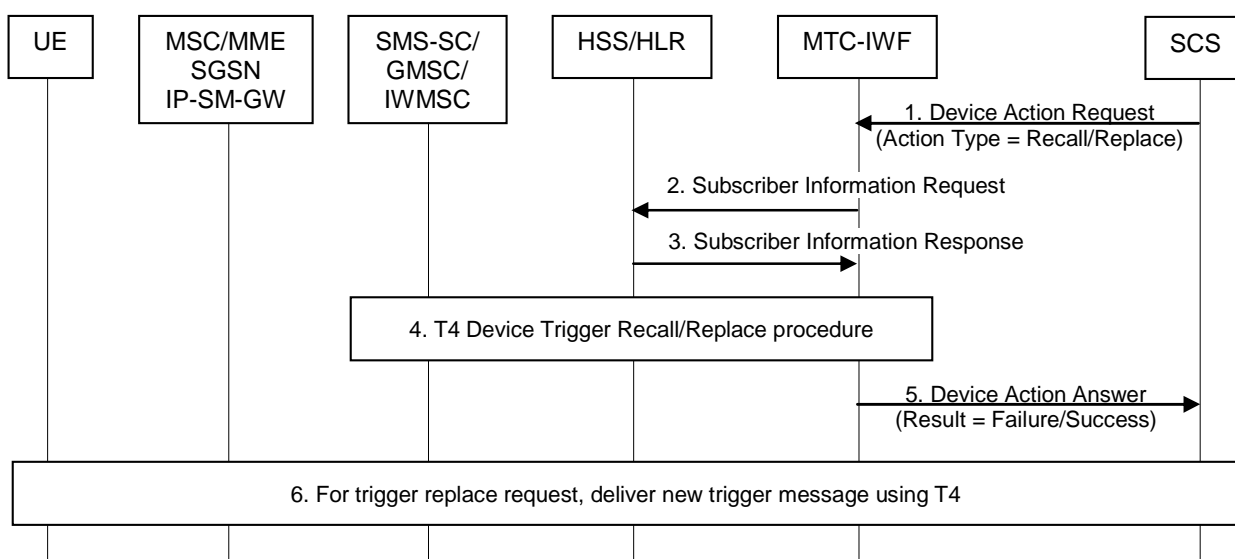 UE
MSC/MME
SGSN
IP-SM-GW
SMS-SC/
GMSC/
IWMSC
HSS/HLR
MTC-IWF
SCS
1. Device Action Request
(Action Type = Recall/Replace)
2. Subscriber Information Request
3. Subscriber Information Response
4. T4 Device Trigger Recall/Replace procedure
5. Device Action Answer
(Result = Failure/Success)
6. For trigger replace request, deliver new trigger message using T4